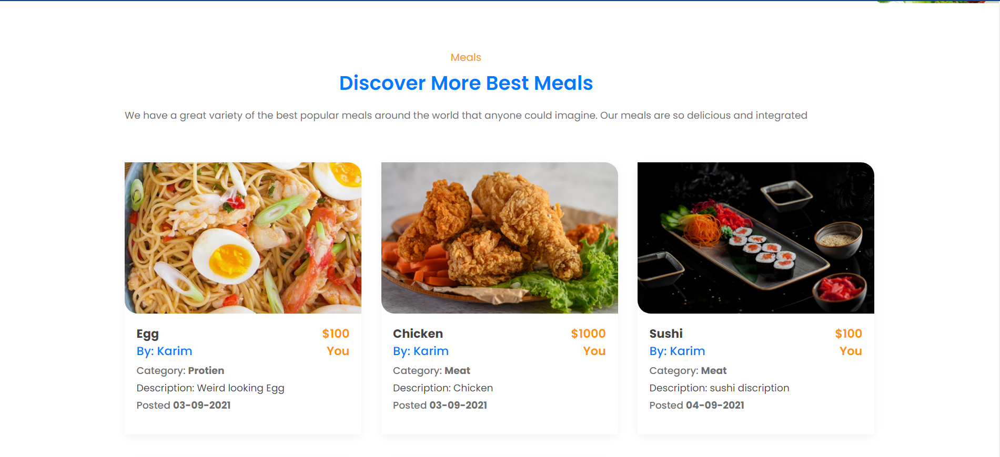 Meals
Discover More Best Meals
We have a great variety of the best popular meals around the world that anyone could imagine. Our meals are so delicious and integrated
Egg $100
By: Karim You
Category: Protien
Description: Weird looking Egg
Posted 03-09-2021
Chicken $1000
By: Karim You
Category: Meat
Description: Chicken
Posted 03-09-2021
Sushi $100
By: Karim You
Category: Meat
Description: sushi discription
Posted 04-09-2021